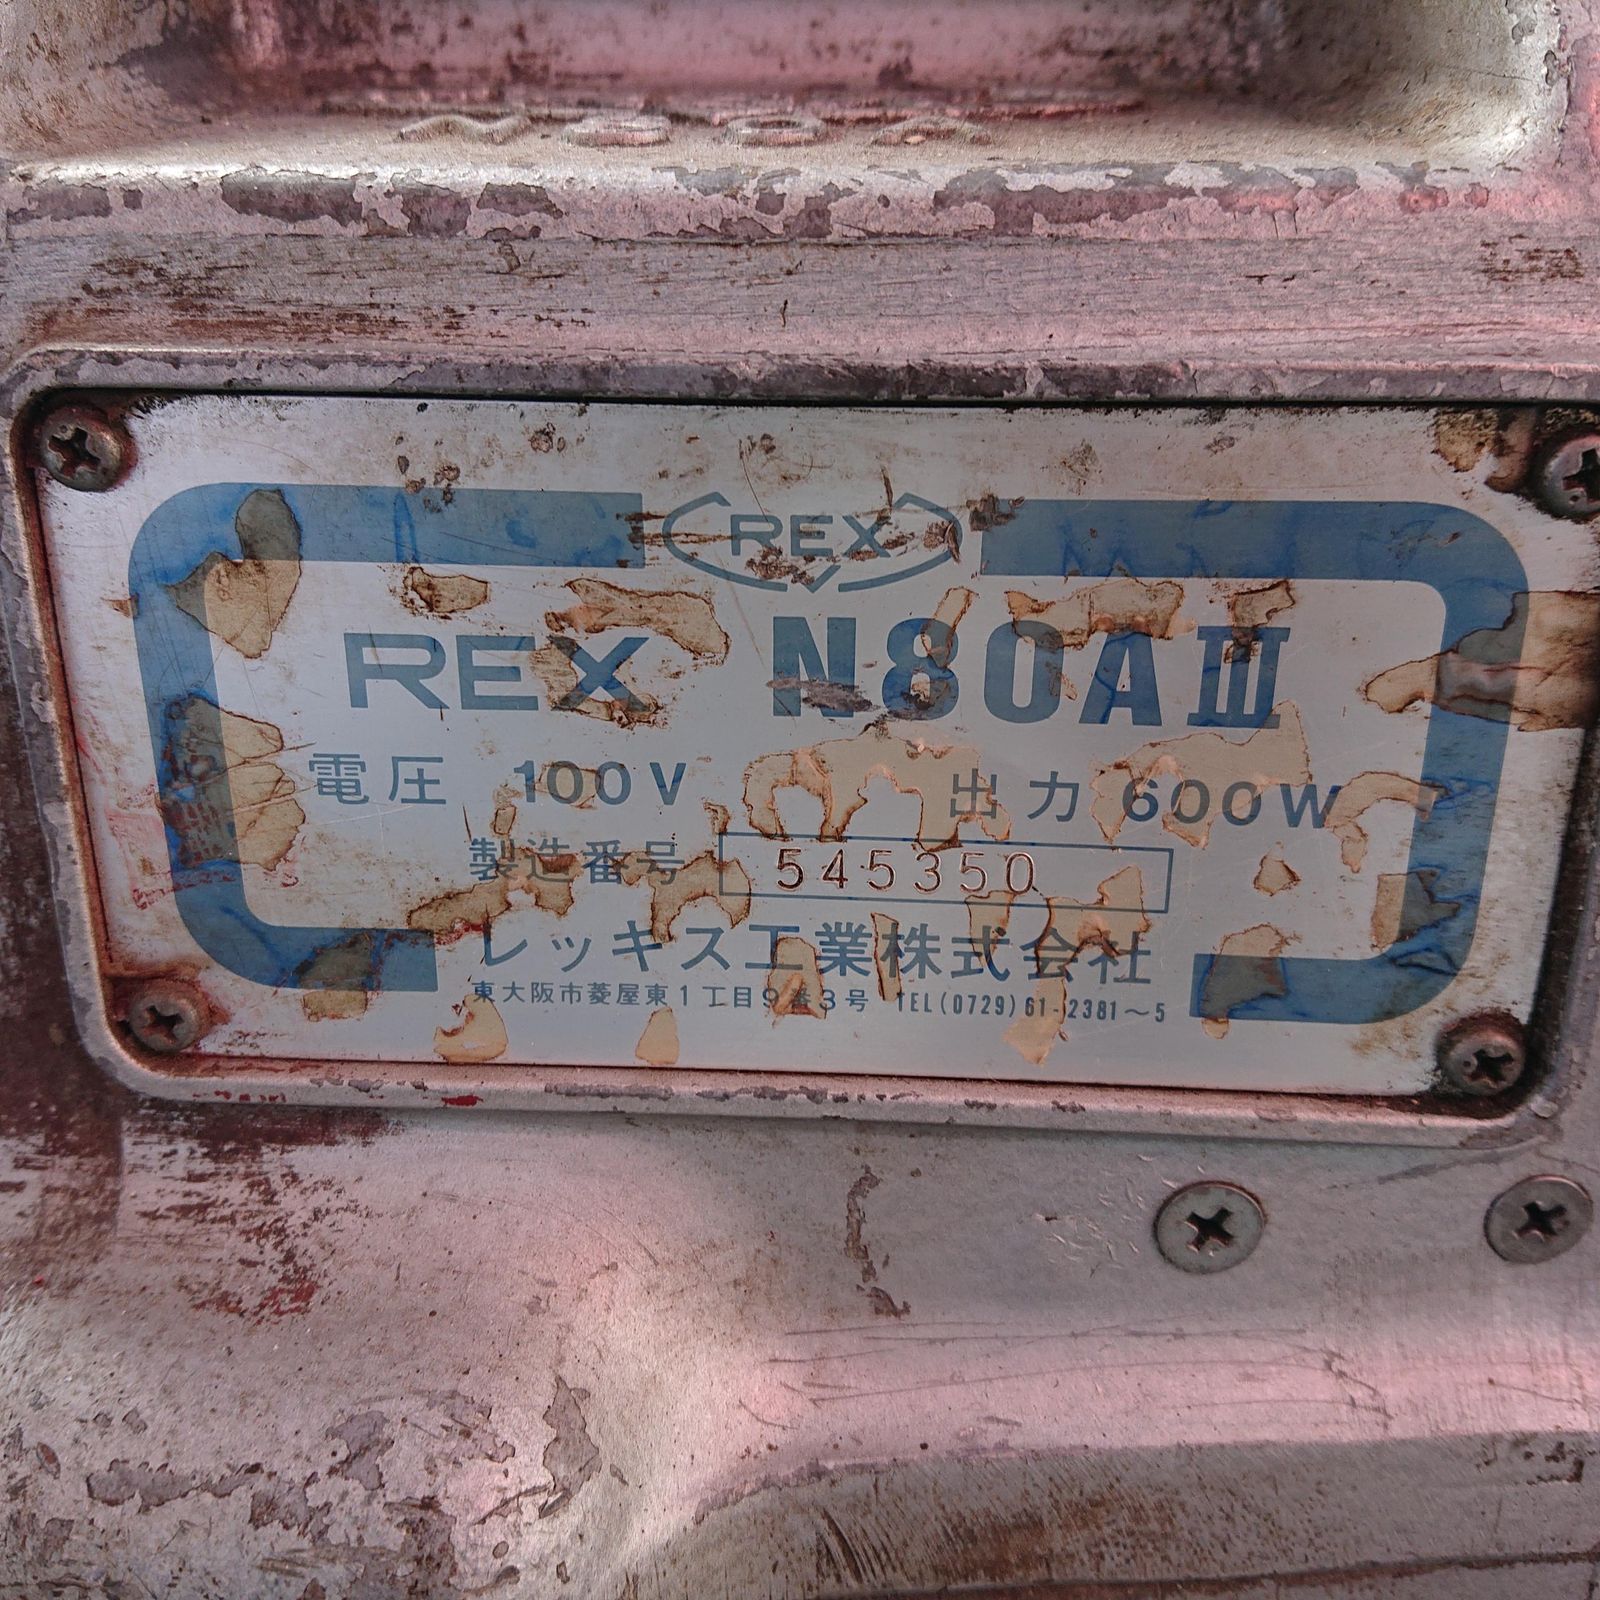 N80A
REX
REX N80AⅢ
電圧 100V 出力 600W
製造番号 545350
レッキス工業株式会社
東大阪市菱屋東1丁目9番3号 TEL(0729)61-2381～5